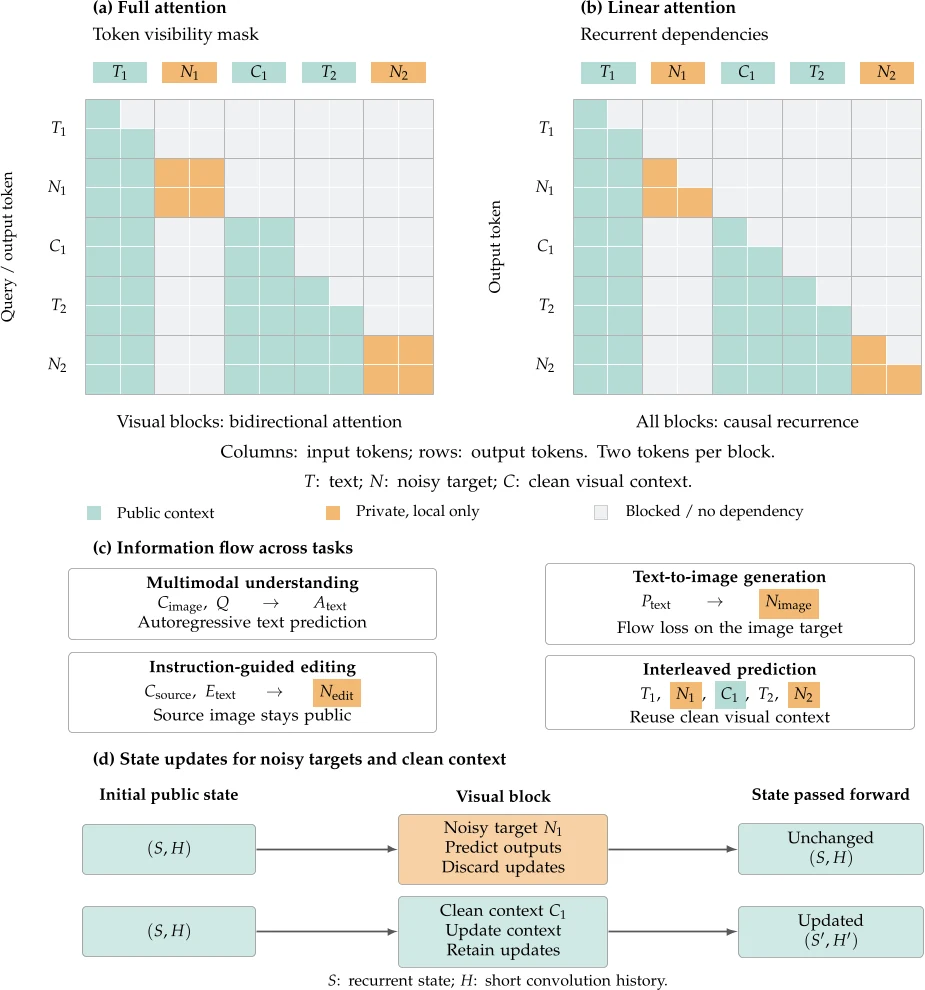 (a) Full attention
Token visibility mask
T1 N1 C1 T2 N2
Query / output token
T1
N1
C1
T2
N2
Visual blocks: bidirectional attention
(b) Linear attention
Recurrent dependencies
T1 N1 C1 T2 N2
Output token
T1
N1
C1
T2
N2
All blocks: causal recurrence
Columns: input tokens; rows: output tokens. Two tokens per block.
T: text; N: noisy target; C: clean visual context.
Public context
Private, local only
Blocked / no dependency
(c) Information flow across tasks
Multimodal understanding
Cimage, Q → Atext
Autoregressive text prediction
Text-to-image generation
Ptext → Nimage
Flow loss on the image target
Instruction-guided editing
Csource, Etext → Nedit
Source image stays public
Interleaved prediction
T1, N1, C1, T2, N2
Reuse clean visual context
(d) State updates for noisy targets and clean context
Initial public state
Visual block
State passed forward
(S, H)
Noisy target N1
Predict outputs
Discard updates
Unchanged
(S, H)
(S, H)
Clean context C1
Update context
Retain updates
Updated
(S′, H′)
S: recurrent state; H: short convolution history.